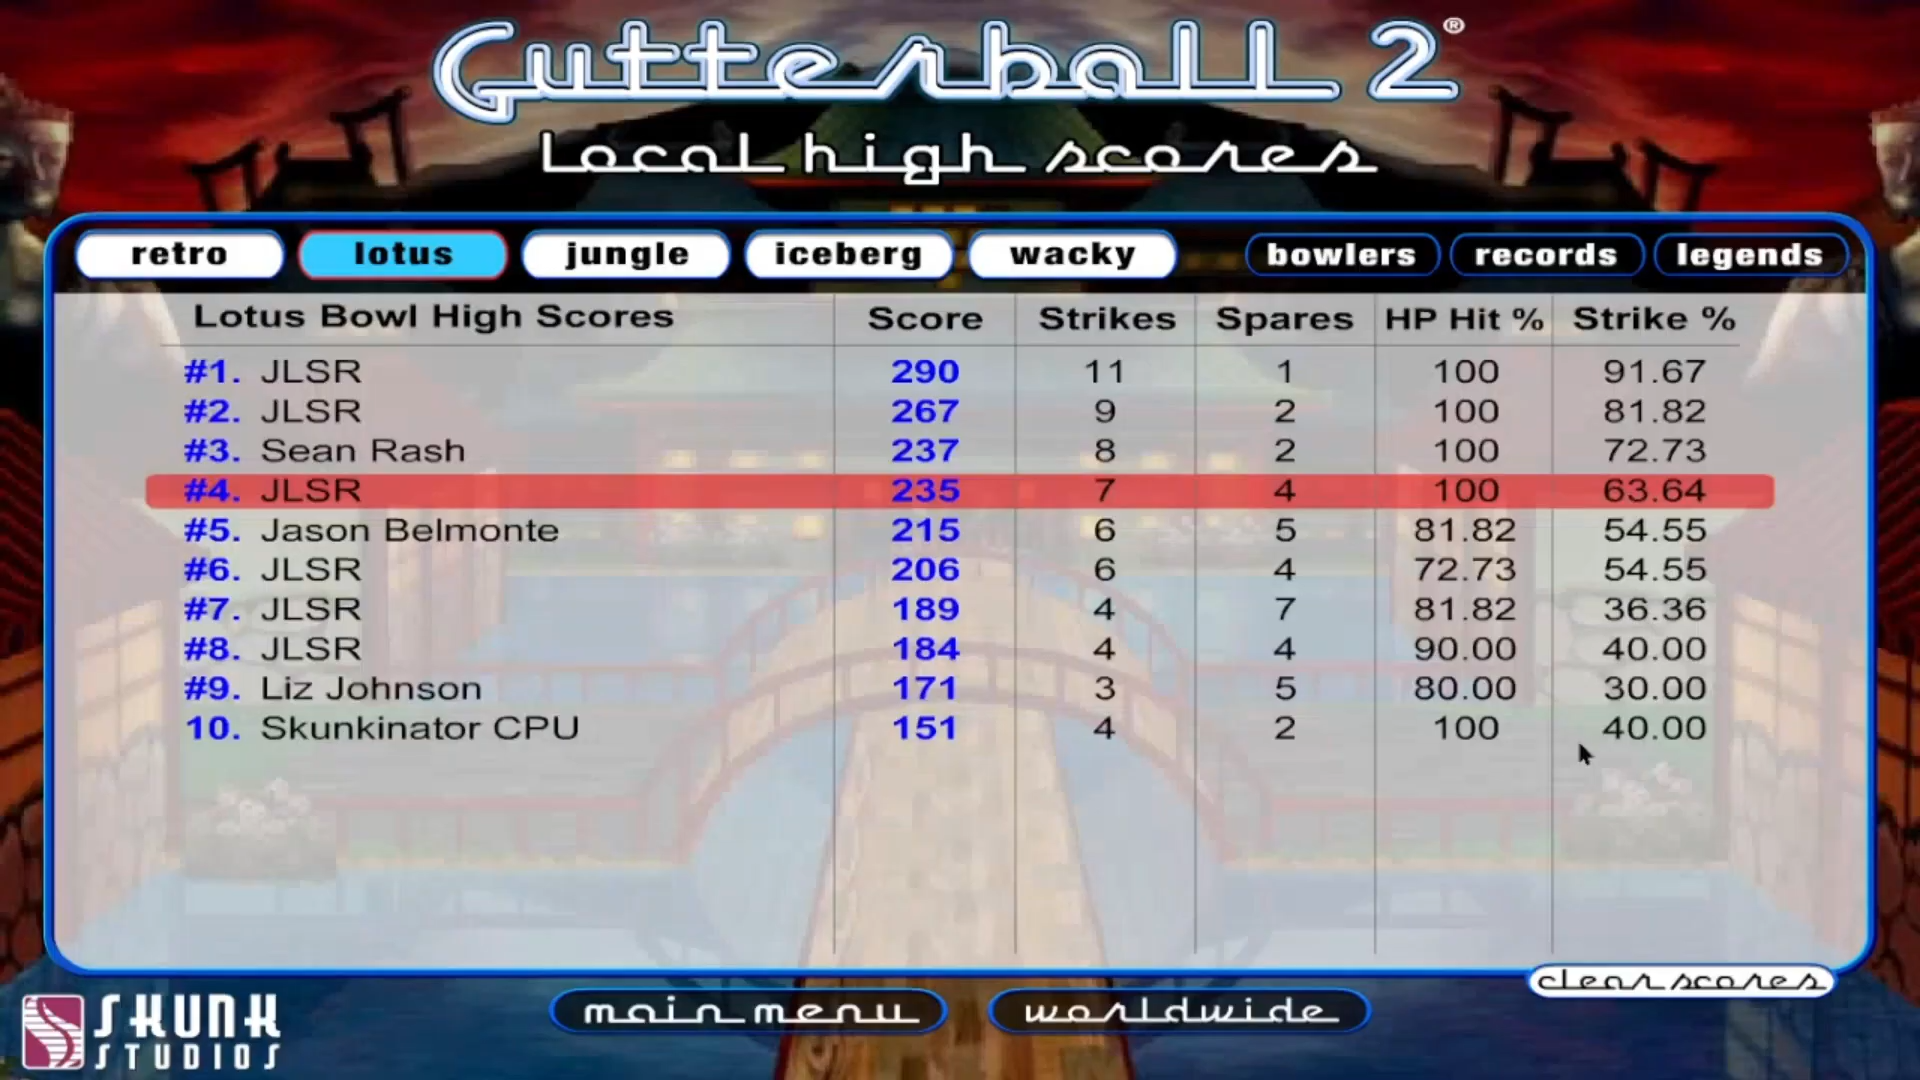 Gutterball 2®
local high scores
retro lotus jungle iceberg wacky bowlers records legends
Lotus Bowl High Scores Score Strikes Spares HP Hit % Strike %
#1. JLSR 290 11 1 100 91.67
#2. JLSR 267 9 2 100 81.82
#3. Sean Rash 237 8 2 100 72.73
#4. JLSR 235 7 4 100 63.64
#5. Jason Belmonte 215 6 5 81.82 54.55
#6. JLSR 206 6 4 72.73 54.55
#7. JLSR 189 4 7 81.82 36.36
#8. JLSR 184 4 4 90.00 40.00
#9. Liz Johnson 171 3 5 80.00 30.00
10. Skunkinator CPU 151 4 2 100 40.00
clear scores
main menu worldwide
SKUNK
STUDIOS